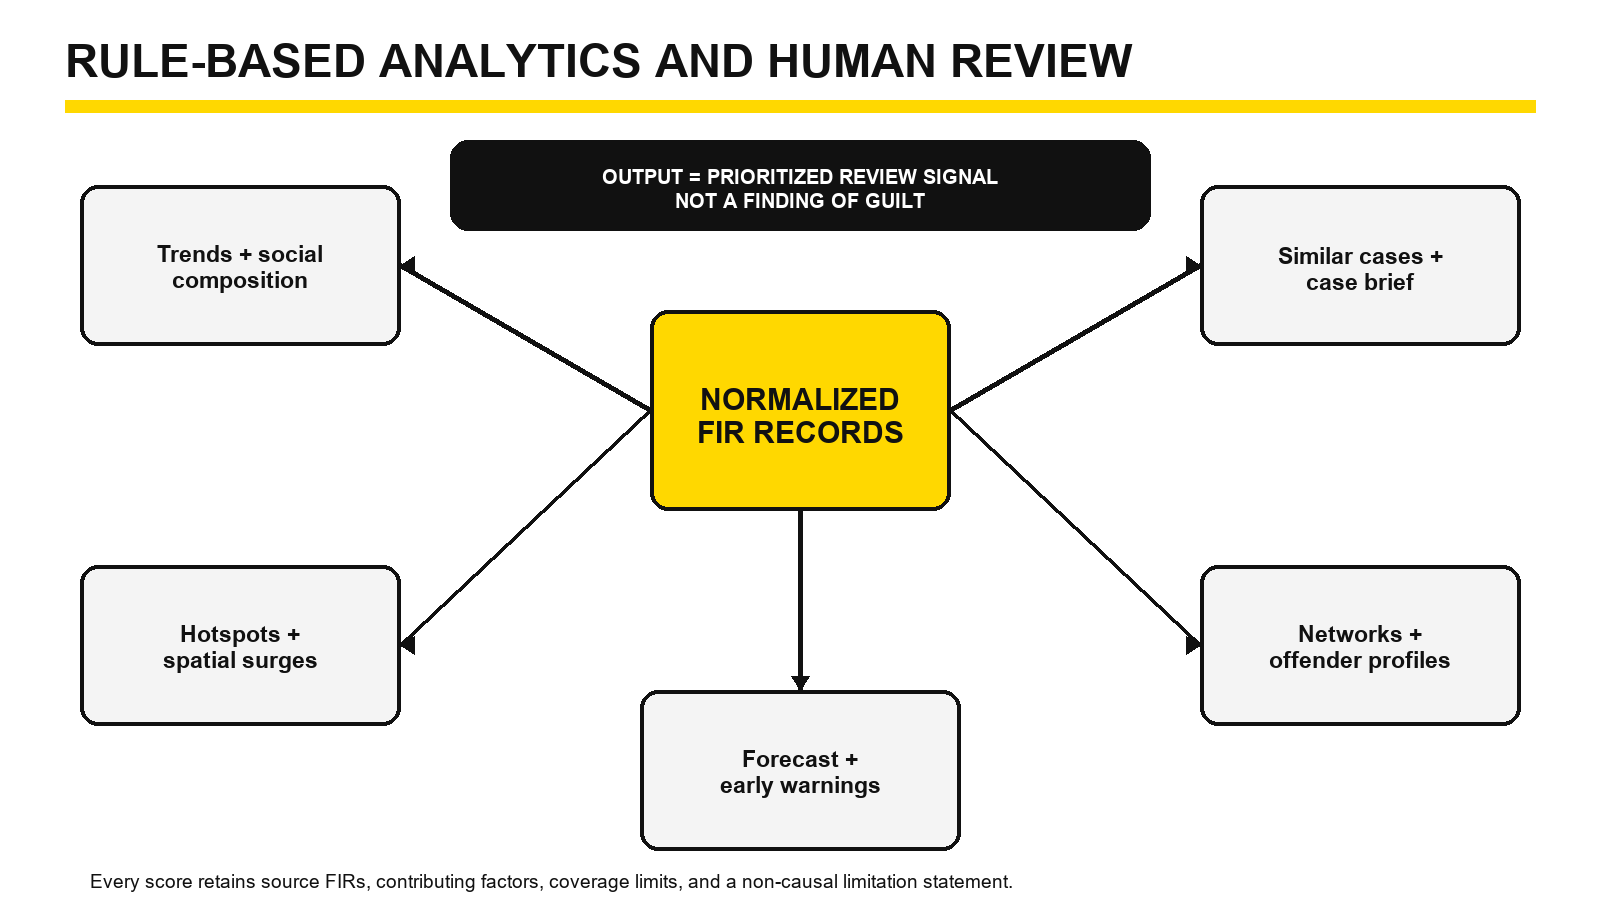 RULE-BASED ANALYTICS AND HUMAN REVIEW
OUTPUT = PRIORITIZED REVIEW SIGNAL
NOT A FINDING OF GUILT
Trends + social
composition
Similar cases +
case brief
NORMALIZED
FIR RECORDS
Hotspots +
spatial surges
Networks +
offender profiles
Forecast +
early warnings
Every score retains source FIRs, contributing factors, coverage limits, and a non-causal limitation statement.